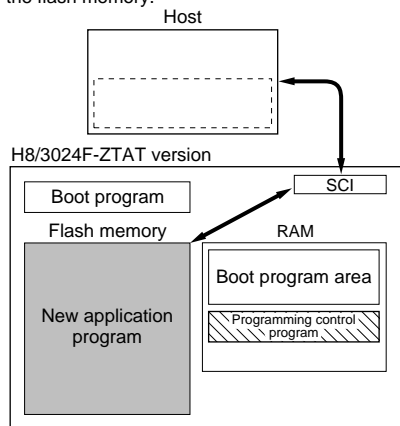 the flash memory.
Host
H8/3024F-ZTAT version
SCI
Boot program
Flash memory
RAM
Boot program area
New application
program
Programming control
program